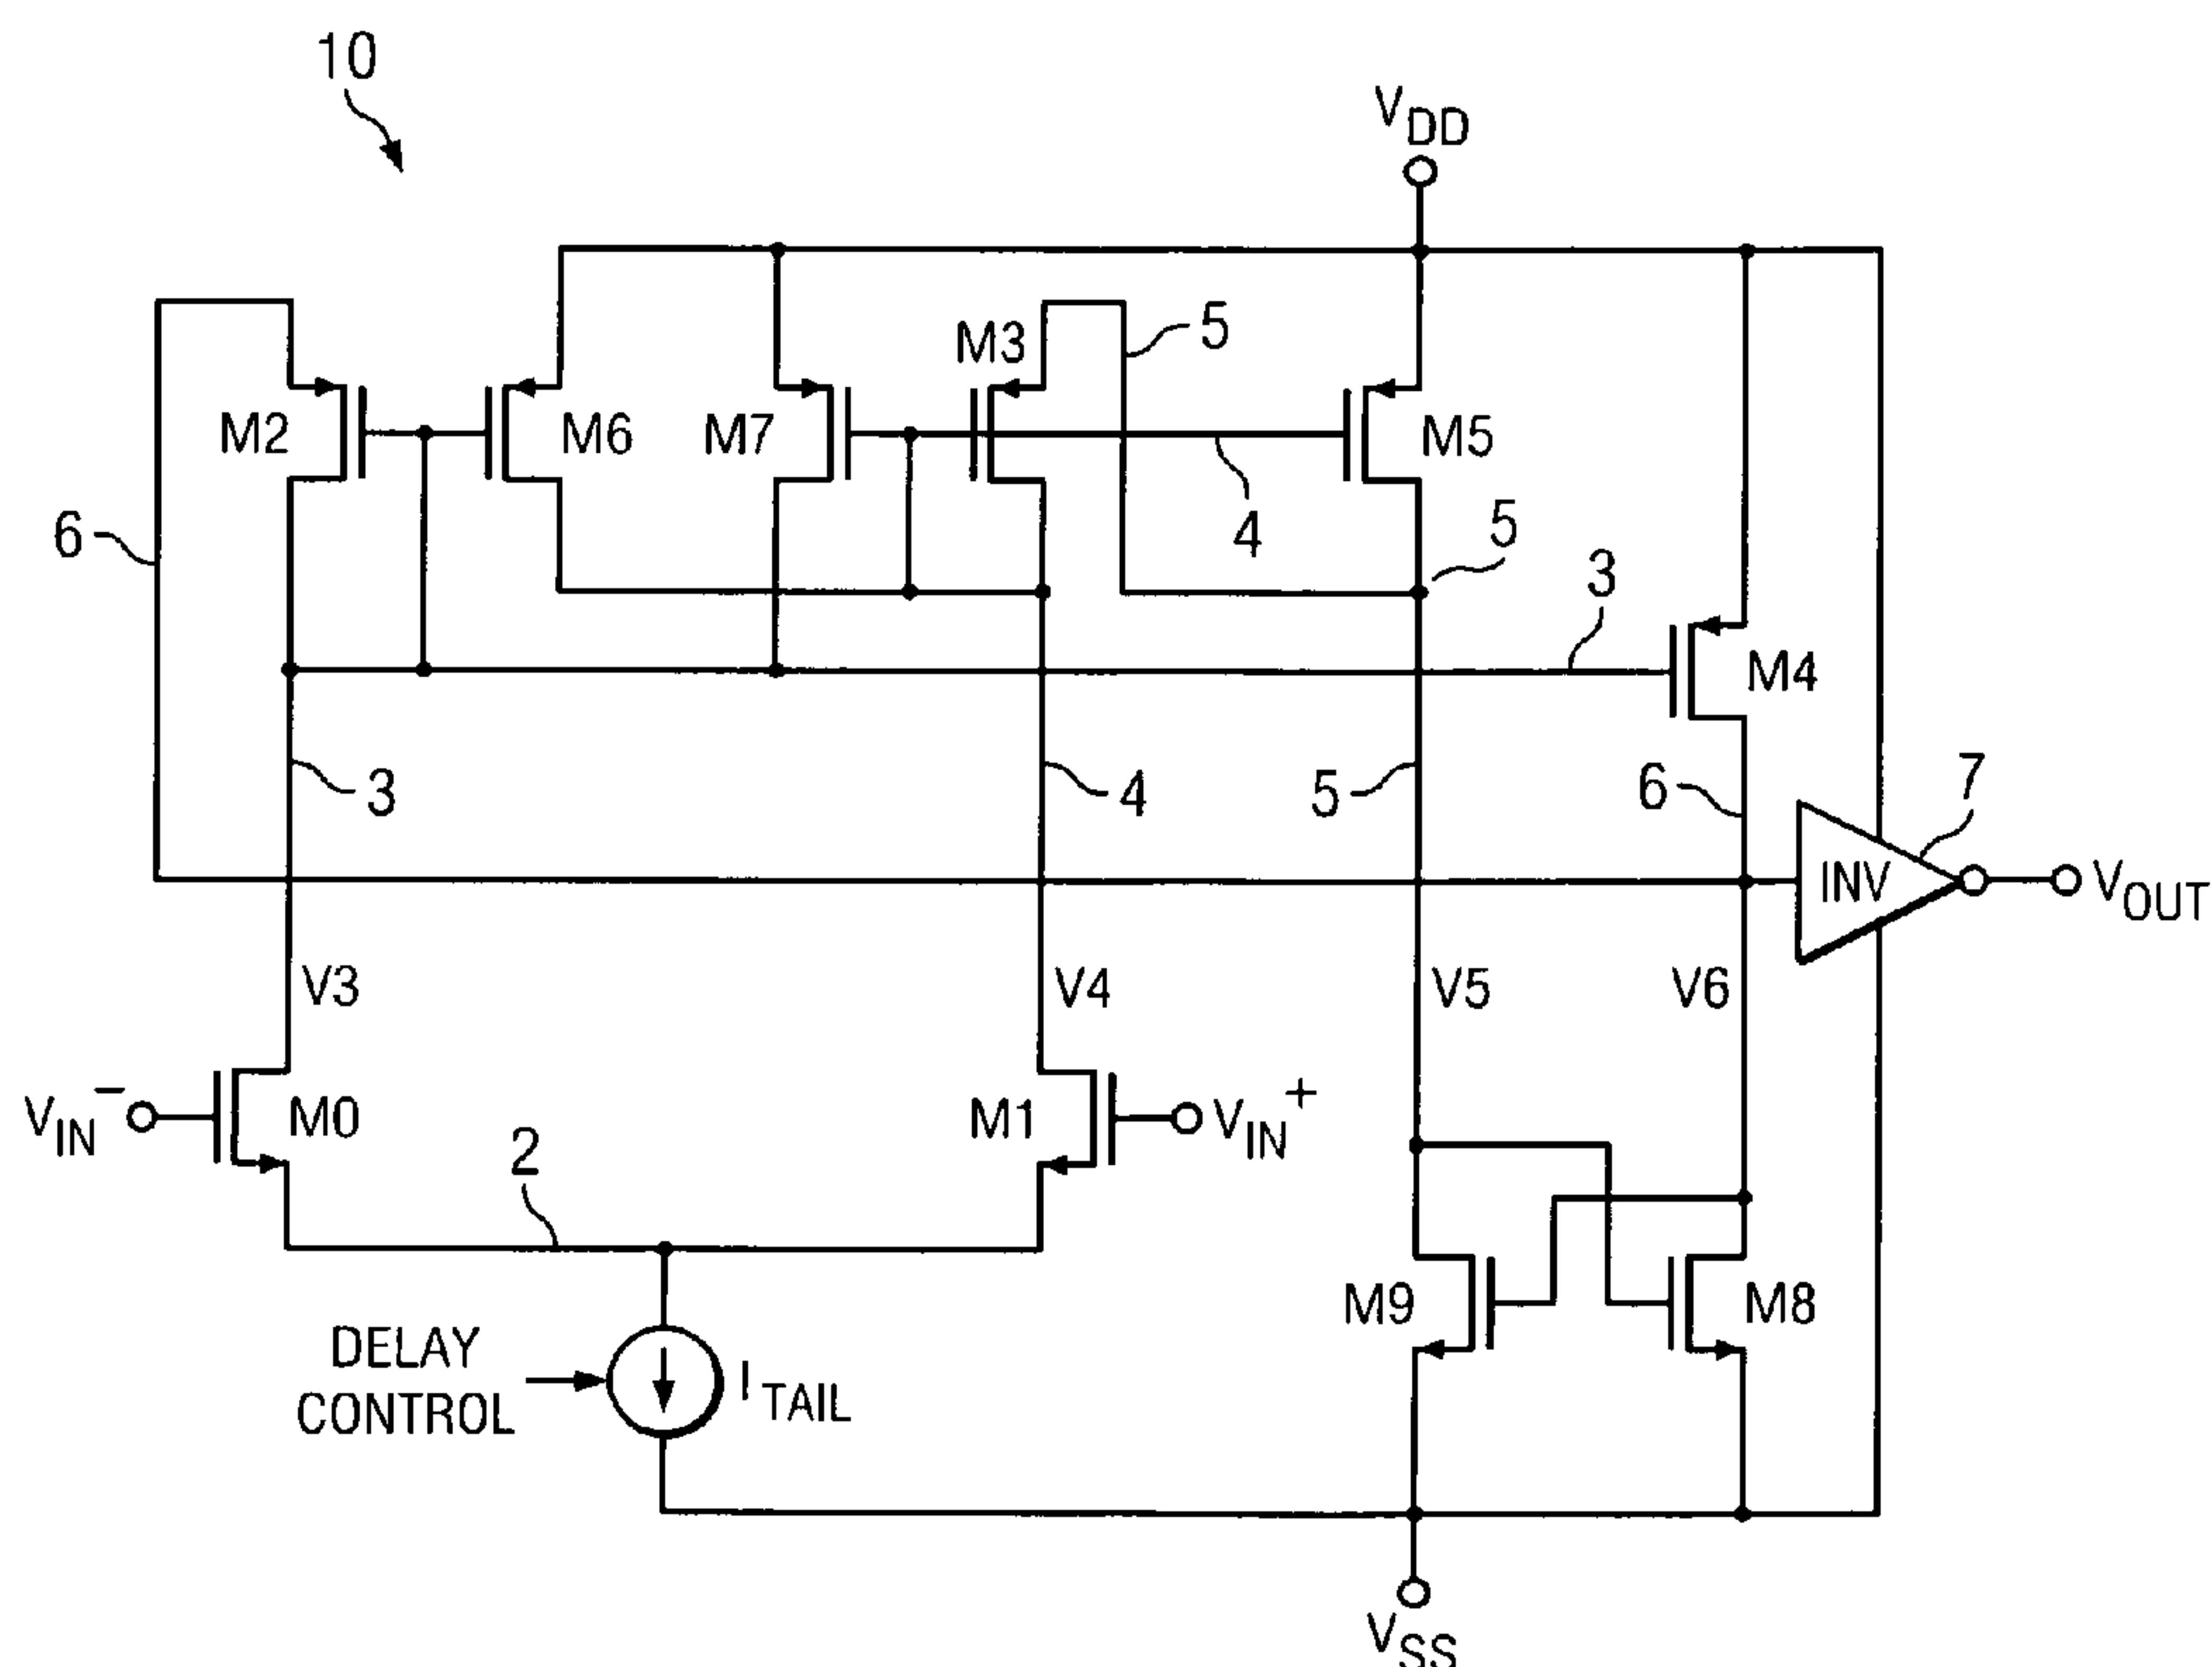 10
VDD
5
M3
M2
M6
M7
M5
6
4
5
3
M4
3
4
5
6
7
INV
VOUT
V3
V4
V5
V6
VIN−
M0
M1
VIN+
2
M9
M8
DELAY
CONTROL
ITAIL
VSS